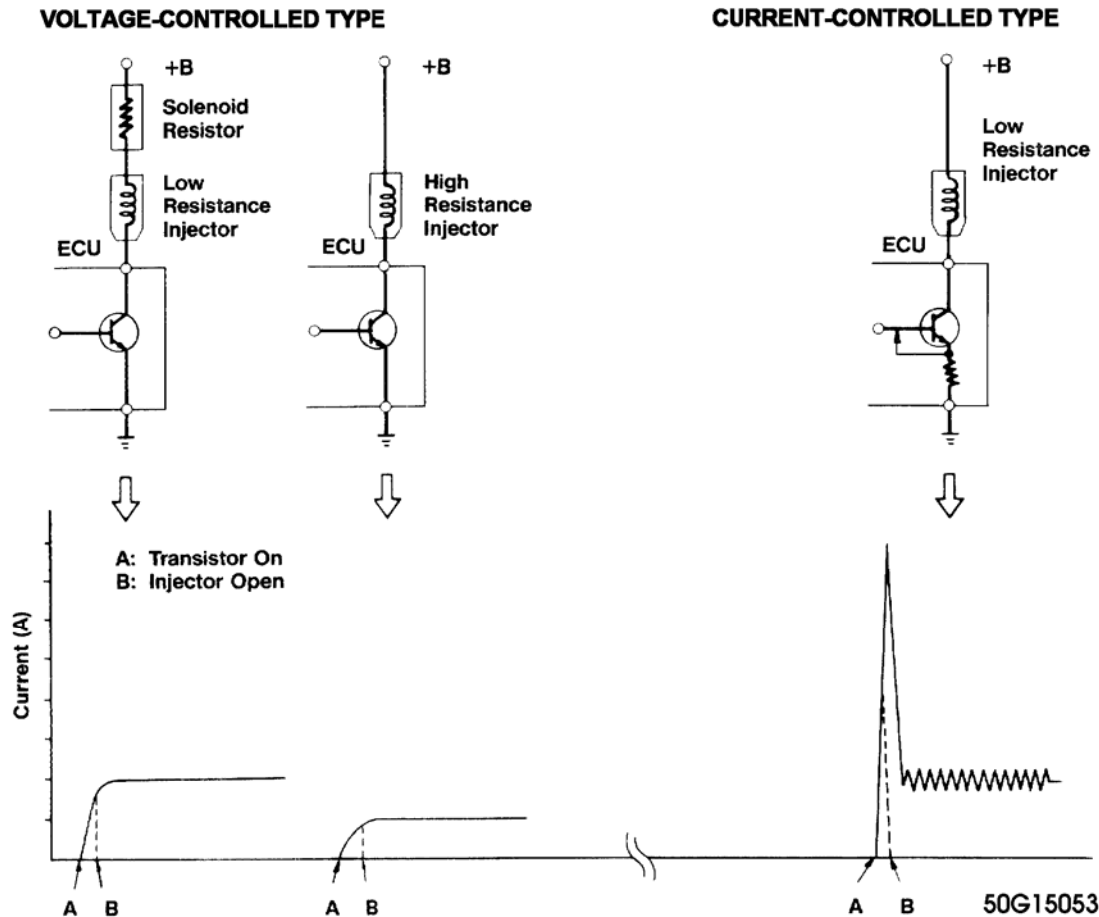 VOLTAGE-CONTROLLED TYPE
CURRENT-CONTROLLED TYPE
+B
Solenoid
Resistor
Low
Resistance
Injector
ECU
+B
High
Resistance
Injector
ECU
+B
Low
Resistance
Injector
ECU
A: Transistor On
B: Injector Open
Current (A)
A
B
A
B
A
B
50G15053